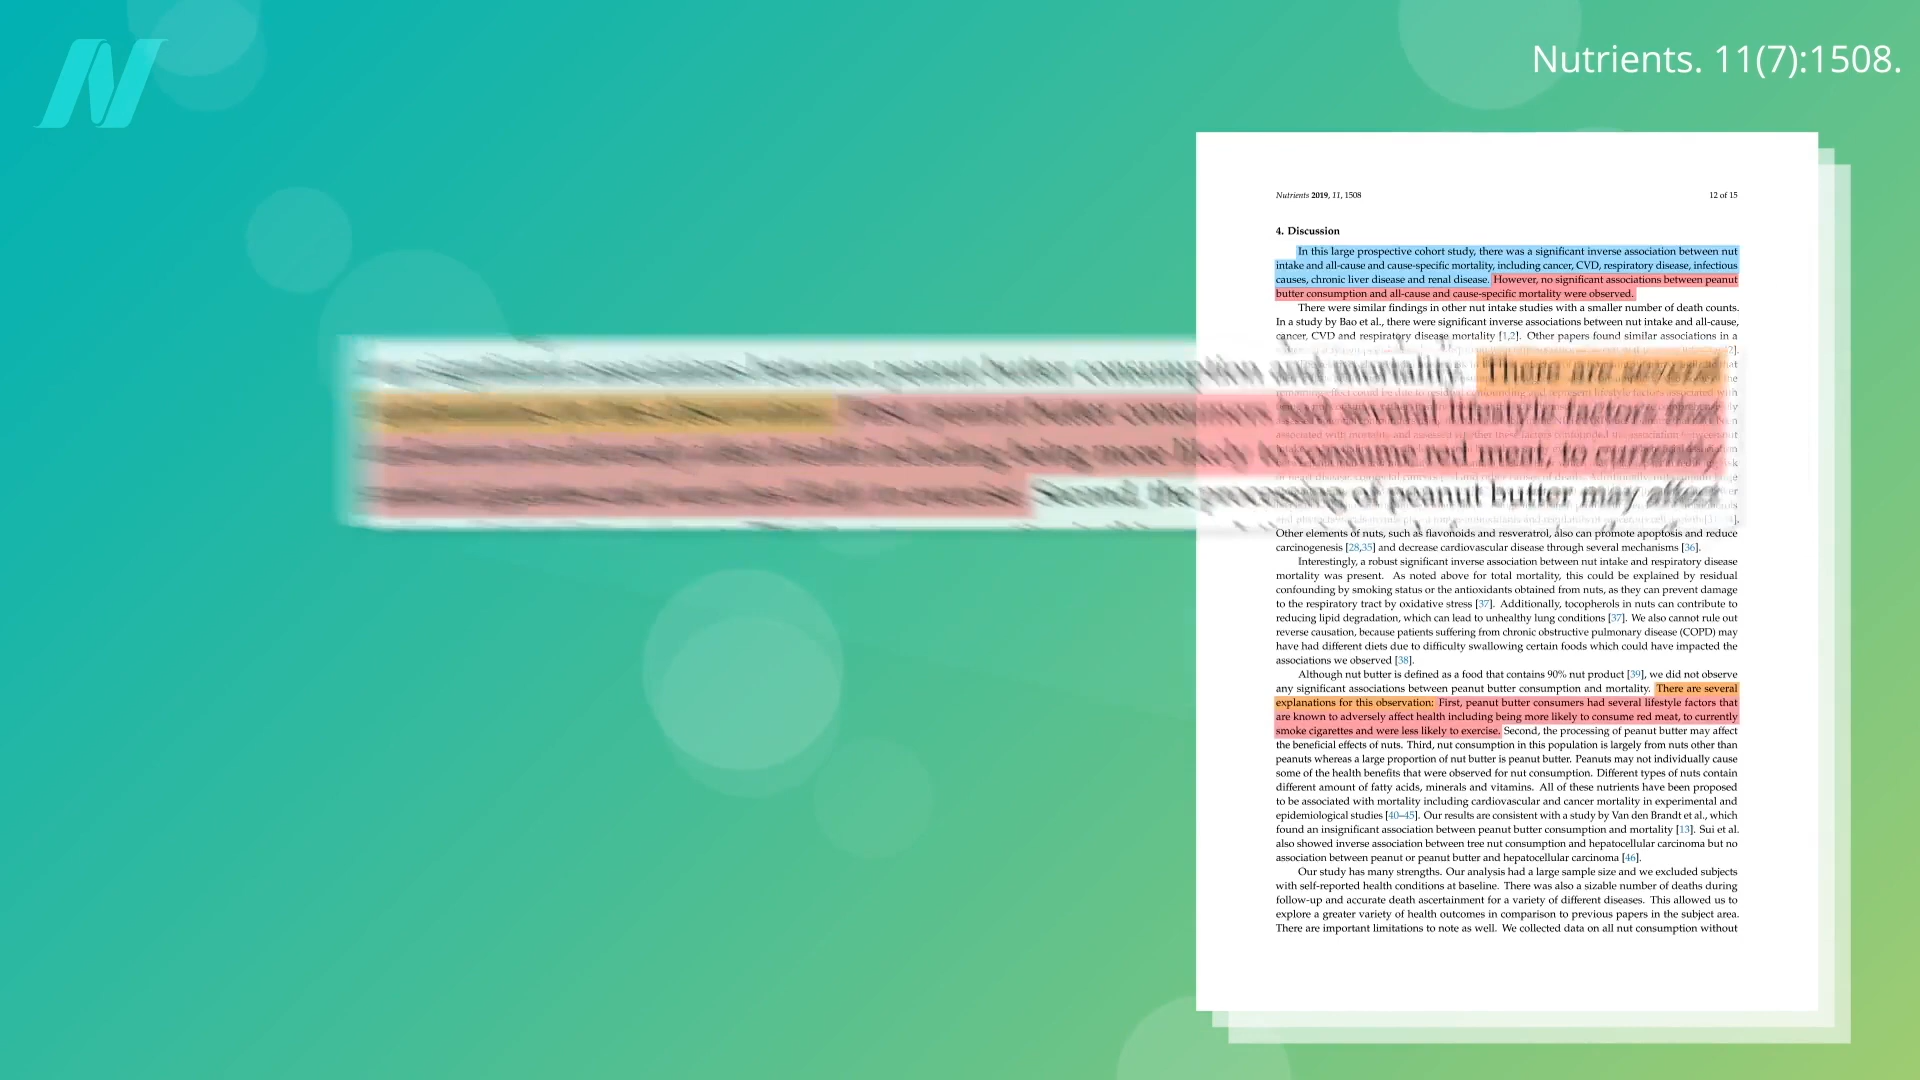 Nutrients. 11(7):1508.
Nutrients 2019, 11, 1508
12 of 15
4. Discussion
In this large prospective cohort study, there was a significant inverse association between nut
intake and all-cause and cause-specific mortality, including cancer, CVD, respiratory disease, infectious
causes, chronic liver disease and renal disease. However, no significant associations between peanut
butter consumption and all-cause and cause-specific mortality were observed.
There were similar findings in other nut intake studies with a smaller number of death counts.
In a study by Bao et al., there were significant inverse associations between nut intake and all-cause,
cancer, CVD and respiratory disease mortality [1,2]. Other papers found similar associations in a
butter consumption and mortality. There are several
several lifestyle factors that
including being more likely to consume red meat, to currently
Second, the processing of peanut butter may affect
Other elements of nuts, such as flavonoids and resveratrol, also can promote apoptosis and reduce
carcinogenesis [28,35] and decrease cardiovascular disease through several mechanisms [36].
Interestingly, a robust significant inverse association between nut intake and respiratory disease
mortality was present. As noted above for total mortality, this could be explained by residual
confounding by smoking status or the antioxidants obtained from nuts, as they can prevent damage
to the respiratory tract by oxidative stress [37]. Additionally, tocopherols in nuts can contribute to
reducing lipid degradation, which can lead to unhealthy lung conditions [37]. We also cannot rule out
reverse causation, because patients suffering from chronic obstructive pulmonary disease (COPD) may
have had different diets due to difficulty swallowing certain foods which could have impacted the
associations we observed [38].
Although nut butter is defined as a food that contains 90% nut product [39], we did not observe
any significant associations between peanut butter consumption and mortality. There are several
explanations for this observation: First, peanut butter consumers had several lifestyle factors that
are known to adversely affect health including being more likely to consume red meat, to currently
smoke cigarettes and were less likely to exercise. Second, the processing of peanut butter may affect
the beneficial effects of nuts. Third, nut consumption in this population is largely from nuts other than
peanuts whereas a large proportion of nut butter is peanut butter. Peanuts may not individually cause
some of the health benefits that were observed for nut consumption. Different types of nuts contain
different amount of fatty acids, minerals and vitamins. All of these nutrients have been proposed
to be associated with mortality including cardiovascular and cancer mortality in experimental and
epidemiological studies [40–45]. Our results are consistent with a study by Van den Brandt et al., which
found an insignificant association between peanut butter consumption and mortality [13]. Sui et al.
also showed inverse association between tree nut consumption and hepatocellular carcinoma but no
association between peanut or peanut butter and hepatocellular carcinoma [46].
Our study has many strengths. Our analysis had a large sample size and we excluded subjects
with self-reported health conditions at baseline. There was also a sizable number of deaths during
follow-up and accurate death ascertainment for a variety of different diseases. This allowed us to
explore a greater variety of health outcomes in comparison to previous papers in the subject area.
There are important limitations to note as well. We collected data on all nut consumption without